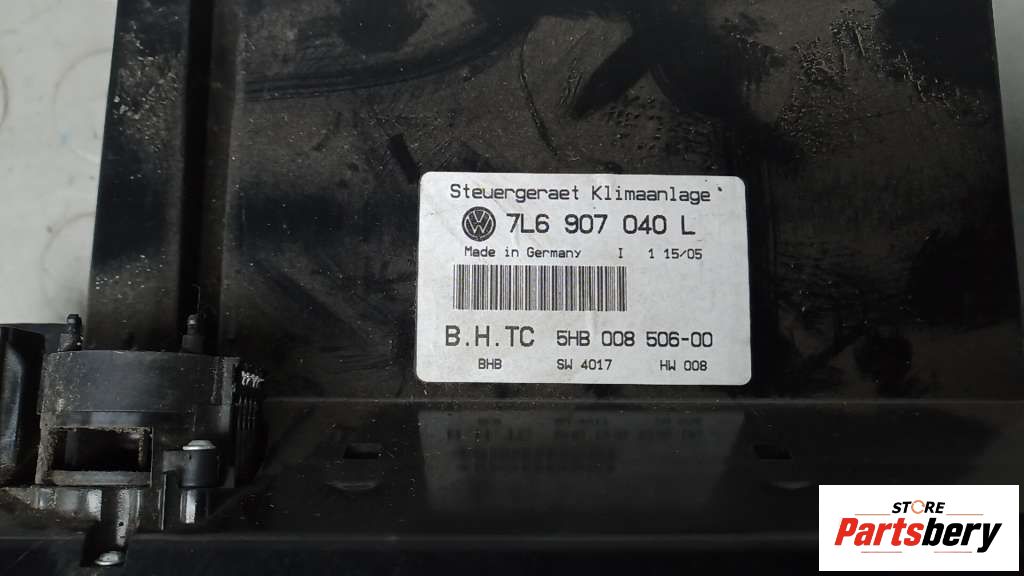 Steuergeraet Klimaanlage
7L6 907 040 L
Made in Germany I 1 15/05
B.H.TC 5HB 008 506-00
BHB SW 4017 HW 008
STORE
Partsbery